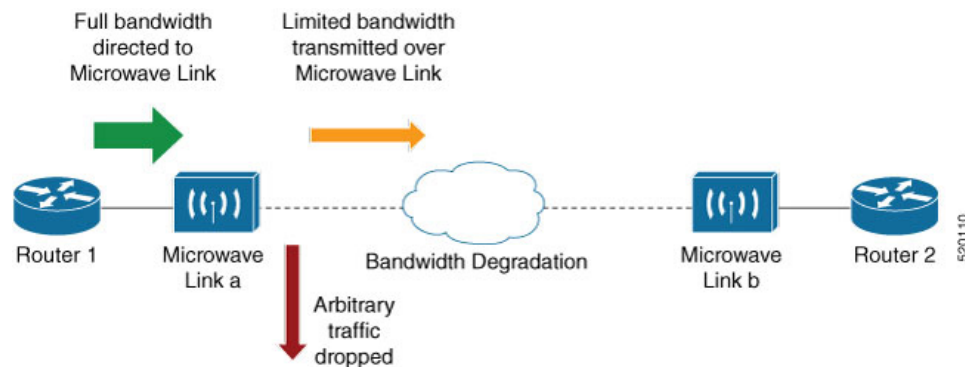 Full bandwidth
directed to
Microwave Link
Limited bandwidth
transmitted over
Microwave Link
Router 1
Microwave
Link a
Bandwidth Degradation
Microwave
Link b
Router 2
520110
Arbitrary
traffic
dropped